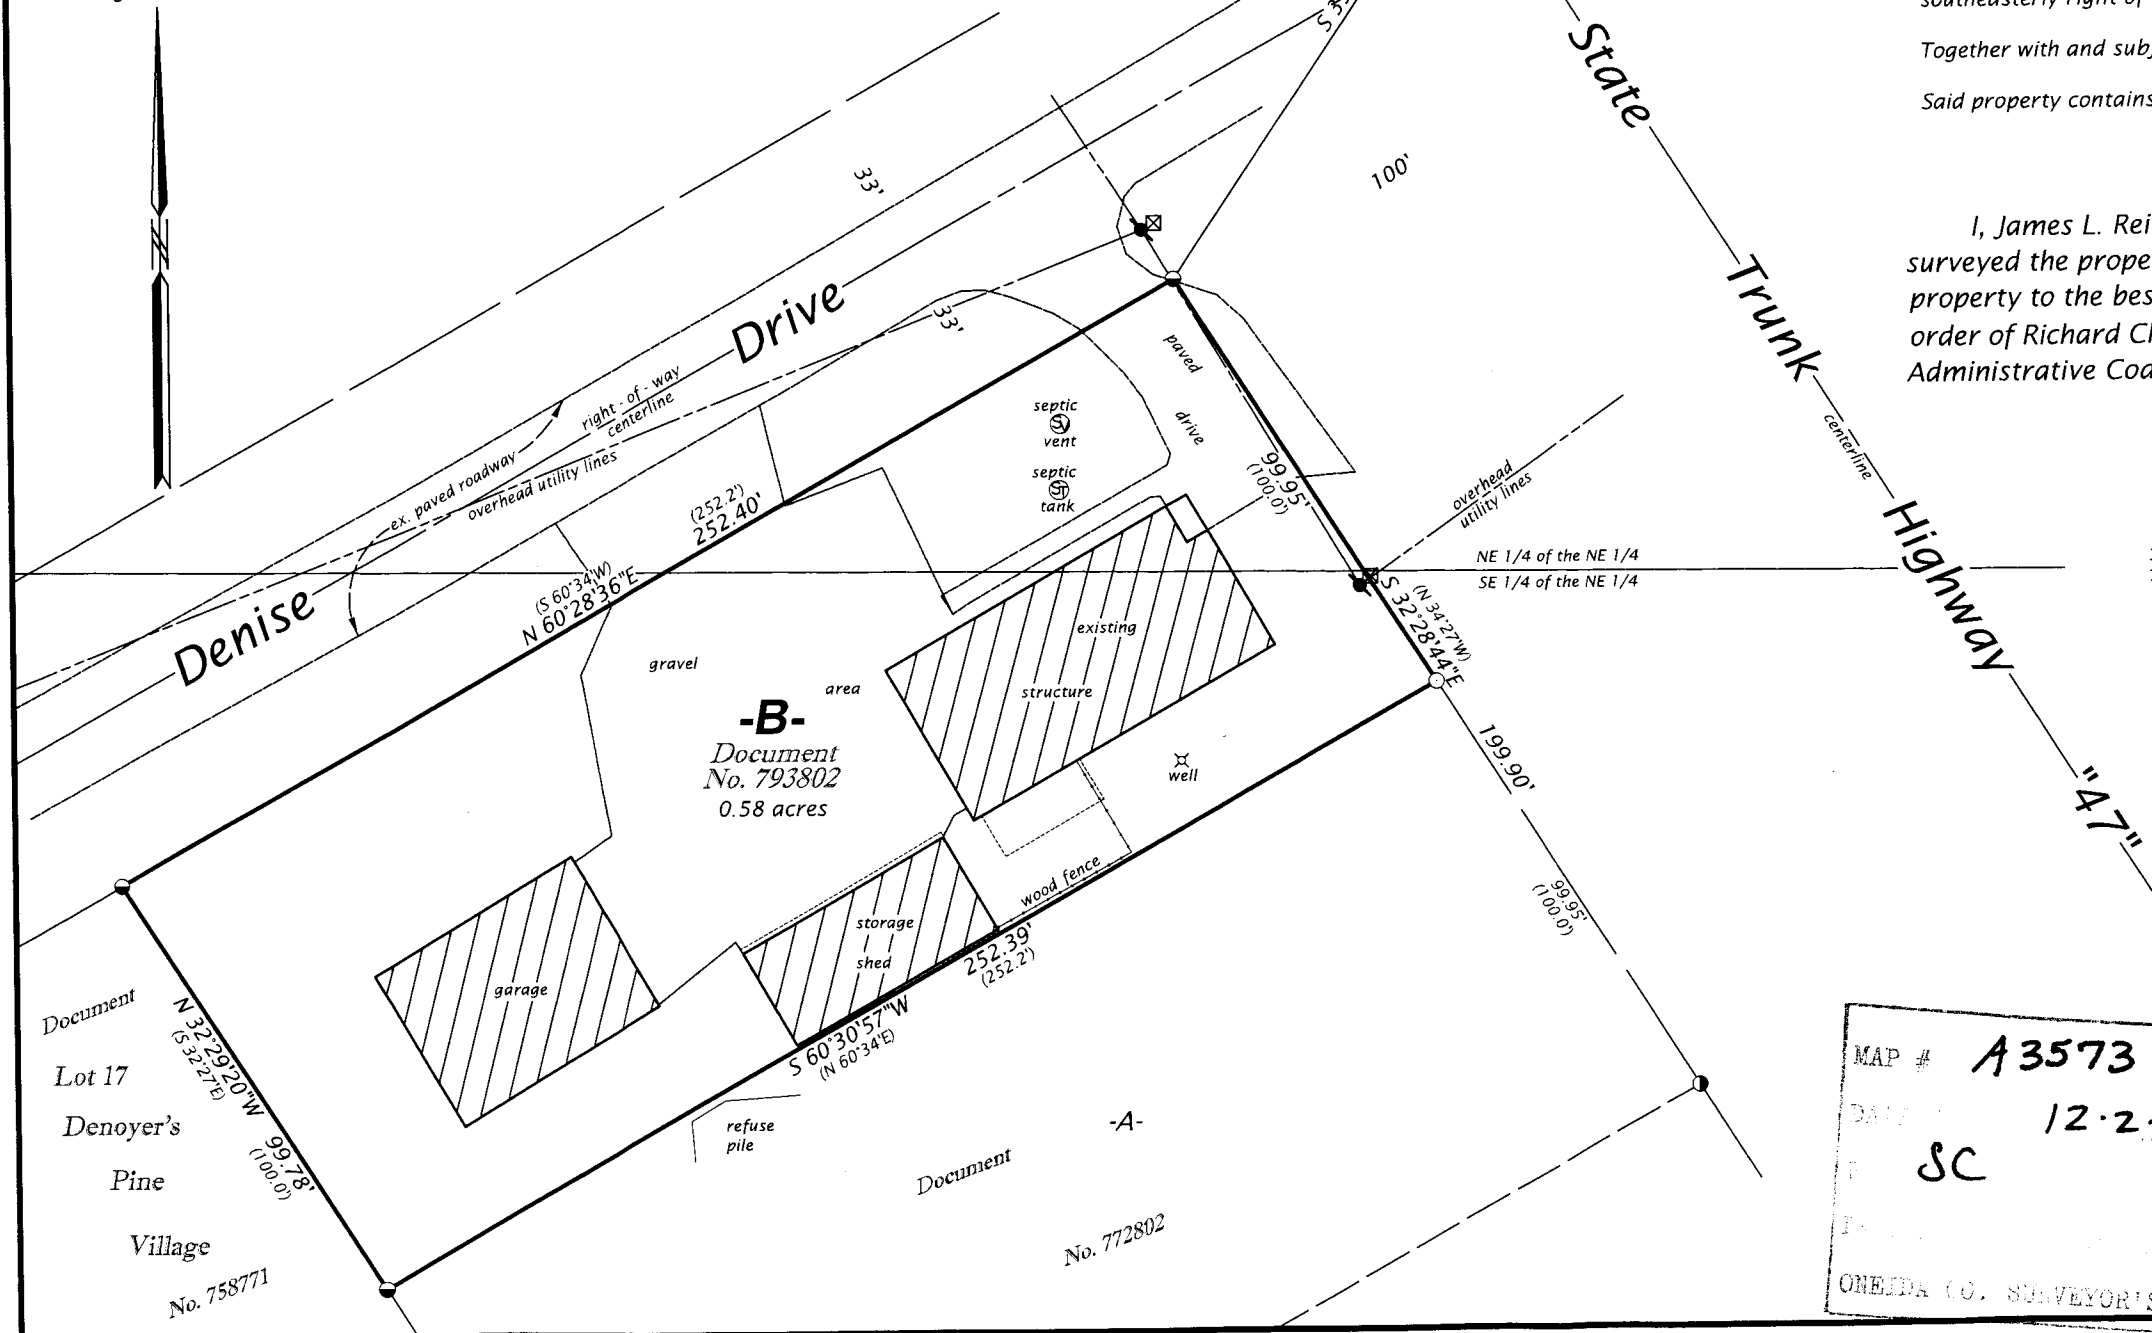 southeasterly right of
Together with and sub
Said property contains
I, James L. Rei
surveyed the prope
property to the bes
order of Richard Cl
Administrative Coa
State
Trunk
Highway
"47"
centerline
100'
33'
33'
N
Denise
Drive
right - of - way
centerline
ex. paved roadway
overhead utility lines
(252.2')
252.40'
(S 60°34'W)
N 60°28'36"E
septic
SV
vent
septic
ST
tank
paved
drive
99.95'
(100.0')
overhead
utility lines
NE 1/4 of the NE 1/4
SE 1/4 of the NE 1/4
(N 34°27'W)
S 32°28'44"E
existing
structure
gravel
area
-B-
Document
No. 793802
0.58 acres
well
199.90'
99.95'
(100.0')
wood fence
storage
shed
garage
252.39'
(252.2')
S 60°30'57"W
(N 60°34'E)
N 32°29'20"W
(S 32°27'E)
99.78'
(100.0')
Document
Lot 17
Denoyer's
Pine
Village
No. 758771
refuse
pile
-A-
Document
No. 772802
MAP # A3573
12.2
SC
ONEIDA CO. SURVEYOR'S